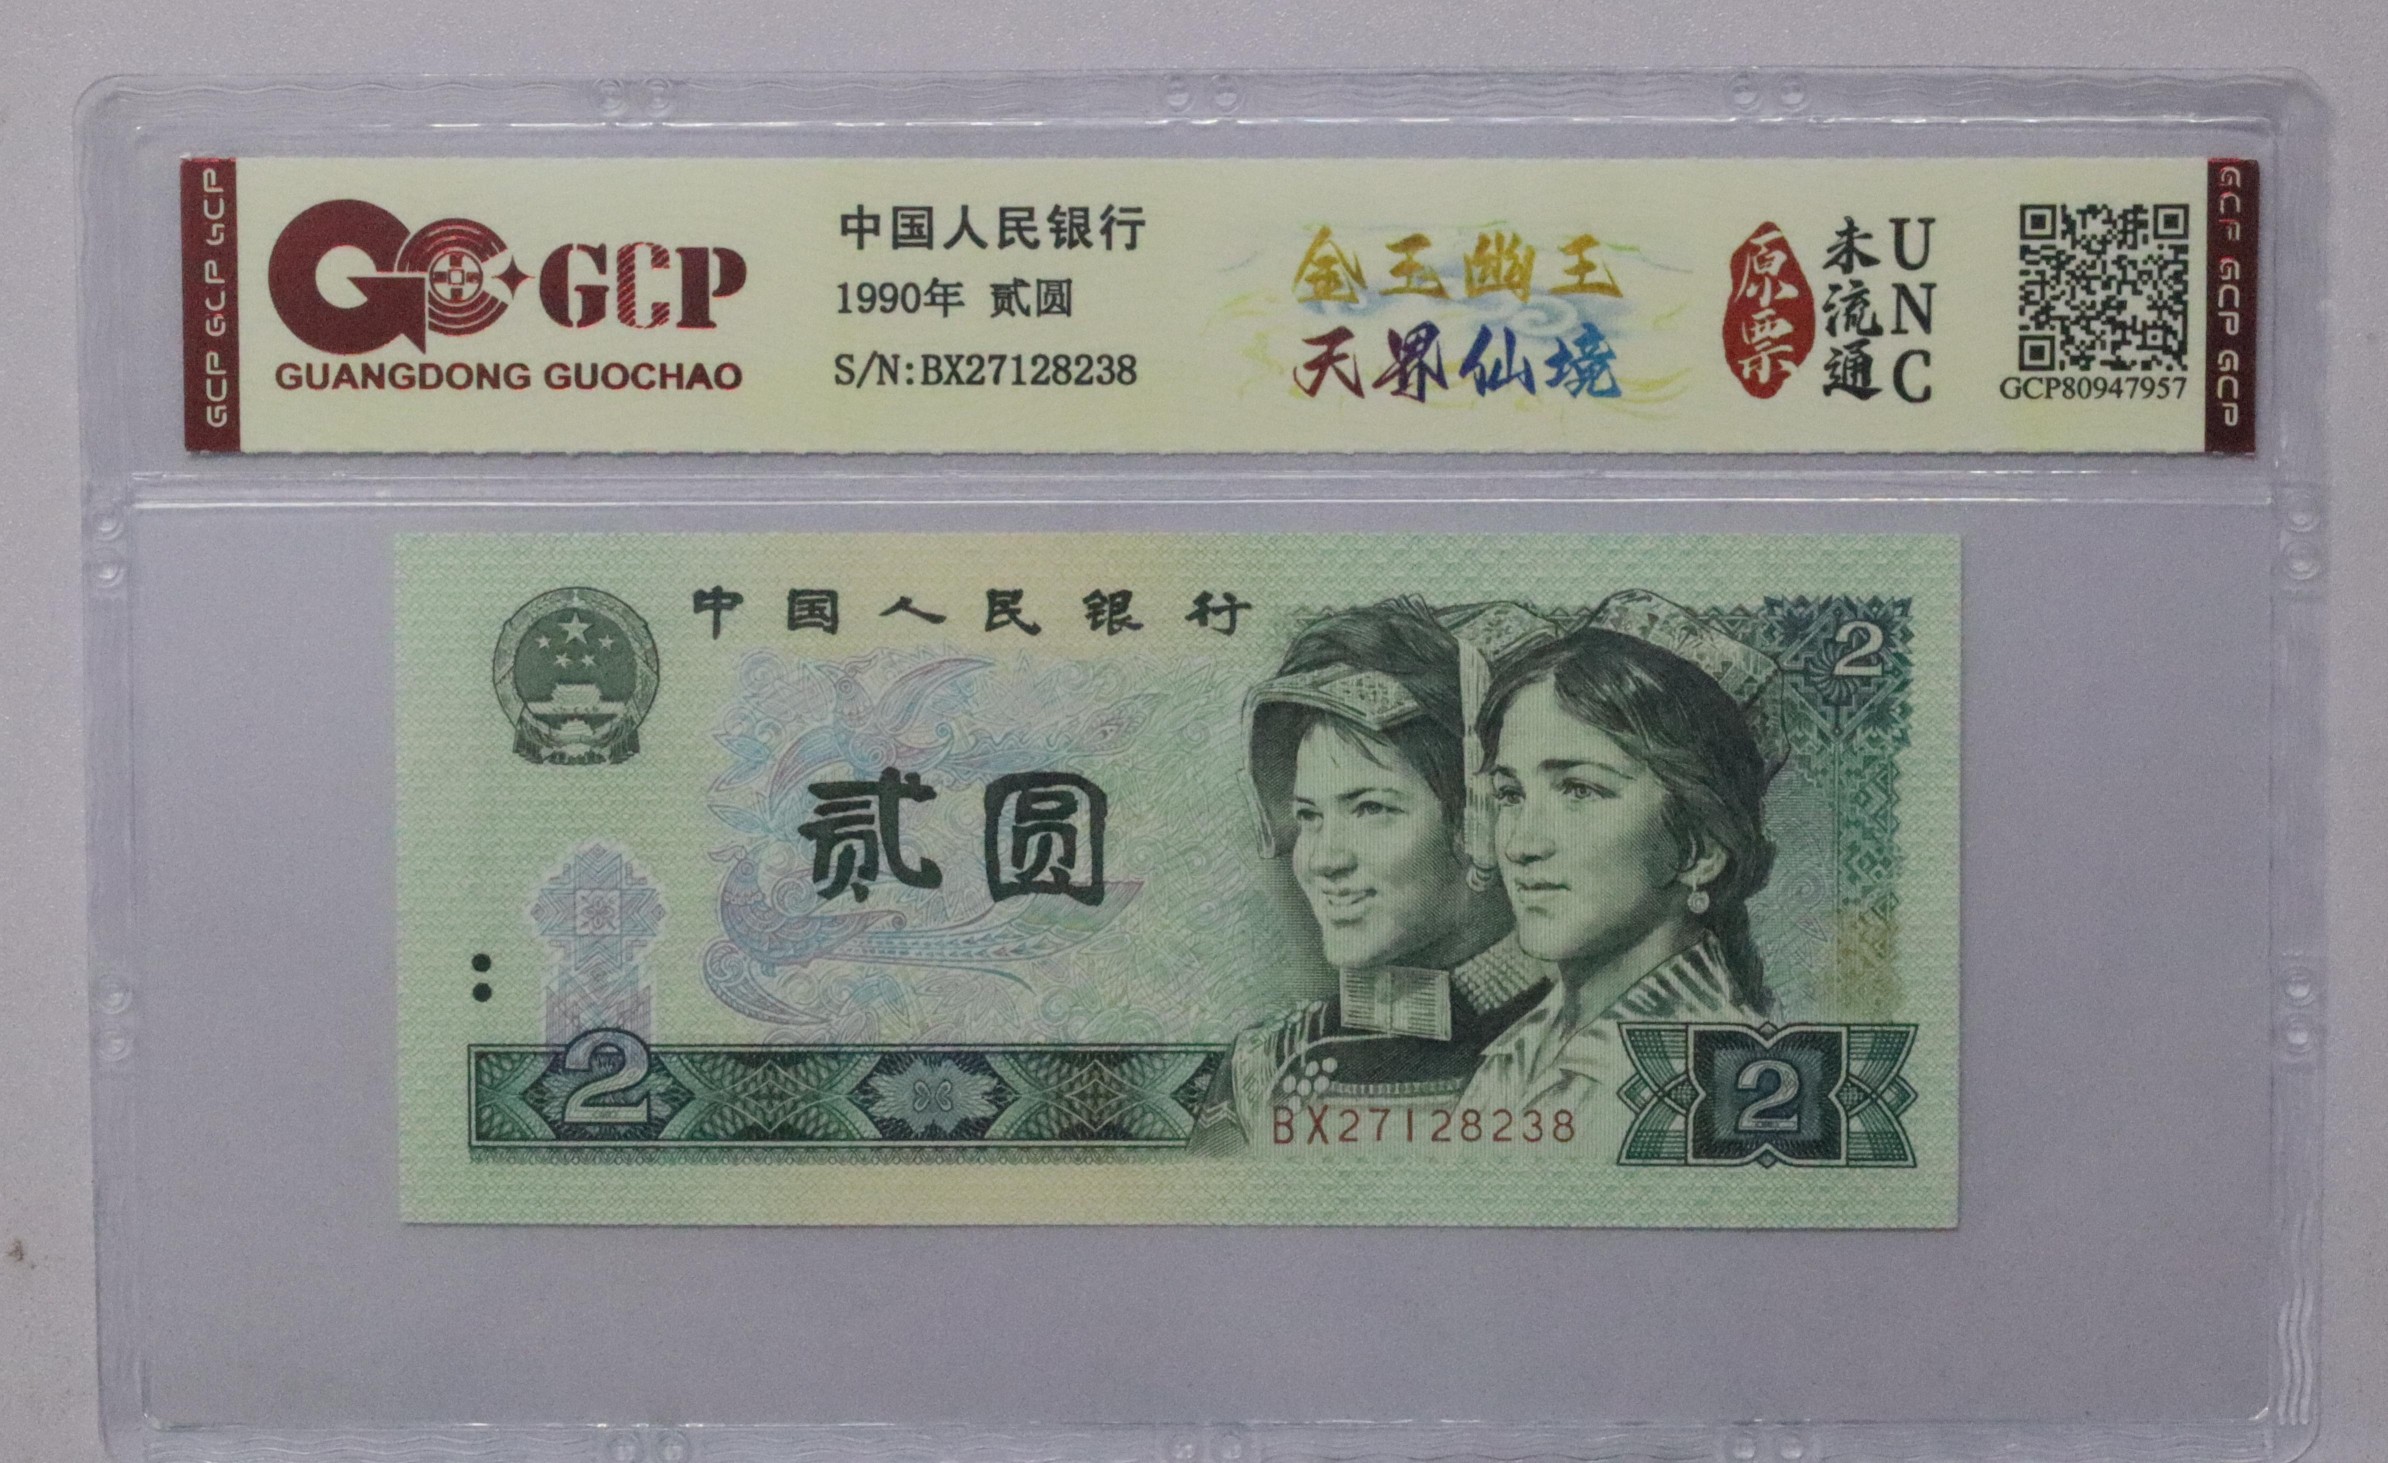 GCP GCP GCP
GCP
GUANGDONG GUOCHAO
中国人民银行
1990年 贰圆
S/N:BX27128238
金玉幽王
天界仙境
原票
未流通
UNC
GCP80947957
GCP GCP GCP
中国人民银行
2
贰圆
2
BX27128238
2